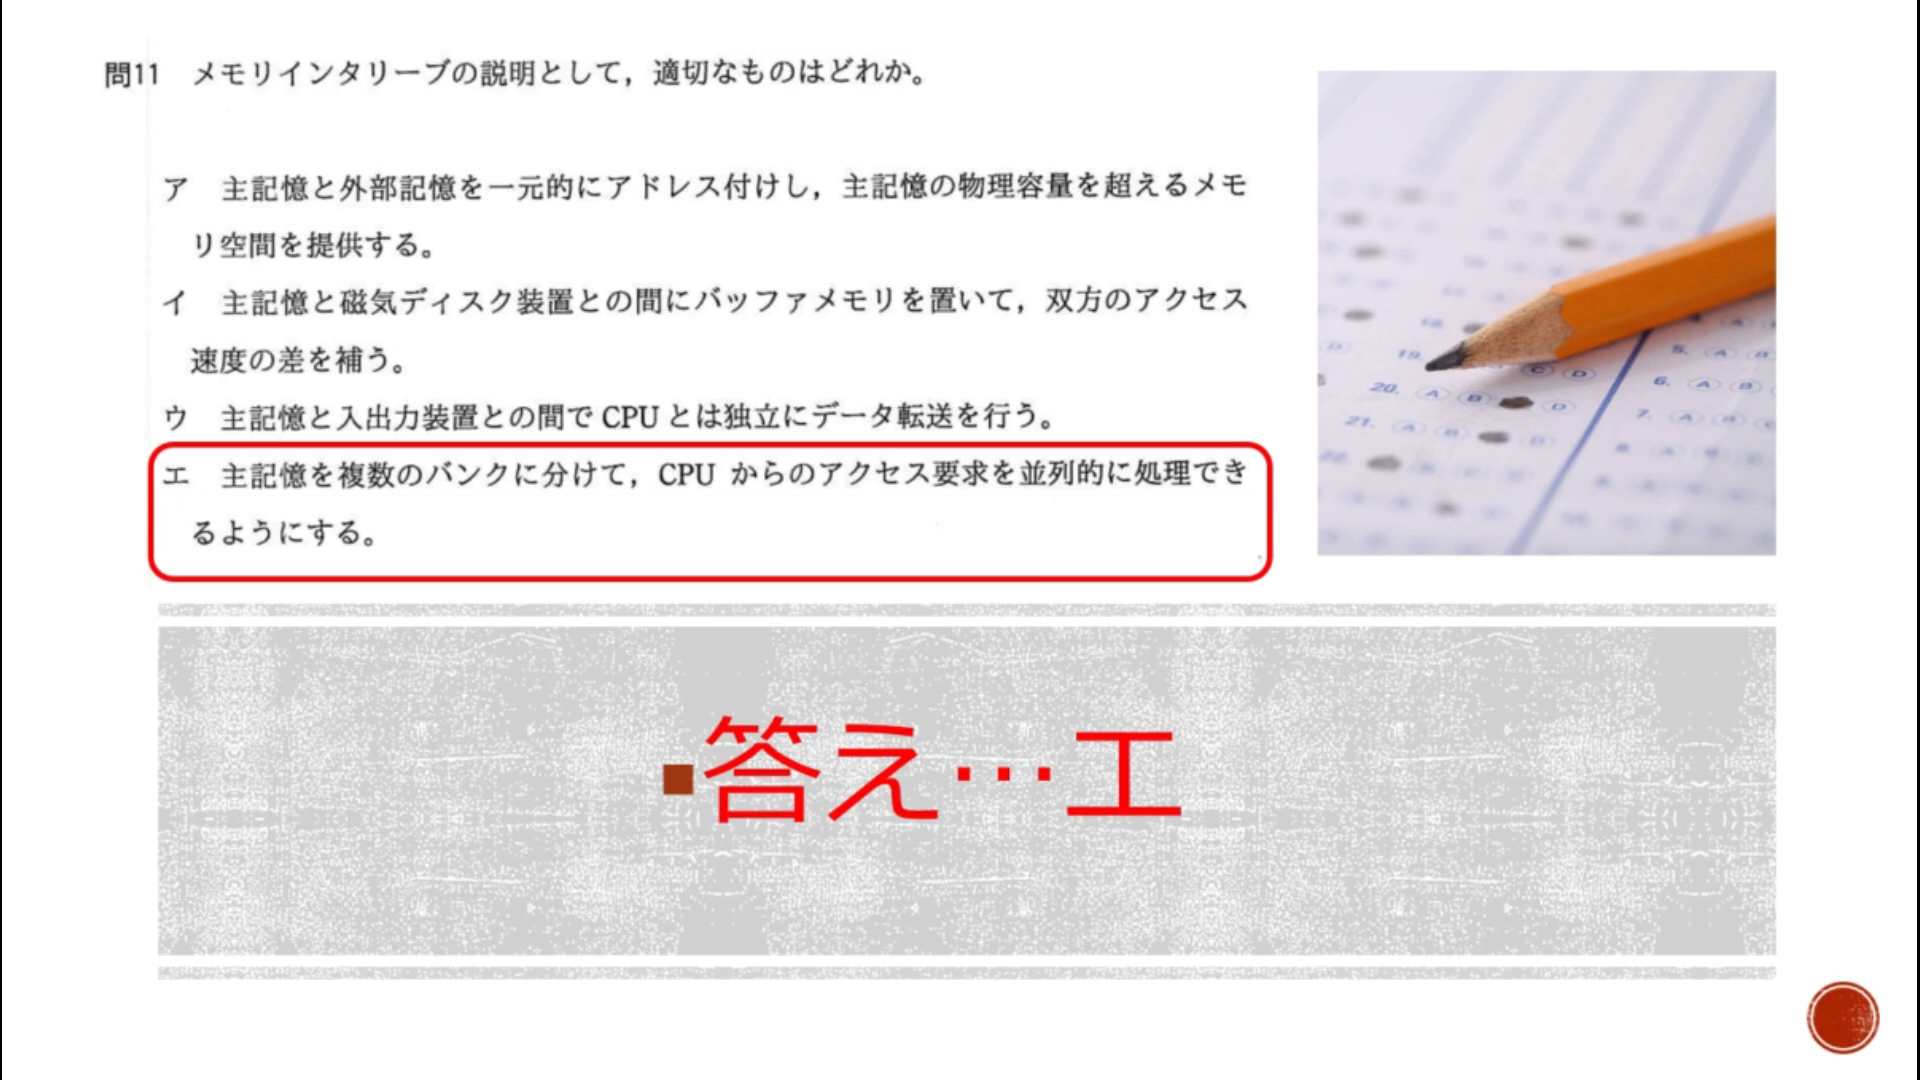 問11 メモリインタリーブの説明として，適切なものはどれか。
ア 主記憶と外部記憶を一元的にアドレス付けし，主記憶の物理容量を超えるメモ
リ空間を提供する。
イ 主記憶と磁気ディスク装置との間にバッファメモリを置いて，双方のアクセス
速度の差を補う。
ウ 主記憶と入出力装置との間で CPU とは独立にデータ転送を行う。
エ 主記憶を複数のバンクに分けて，CPU からのアクセス要求を並列的に処理でき
るようにする。
19.
20. A B D
21. A B
5. A B
6. A B
7. A B
答え…エ